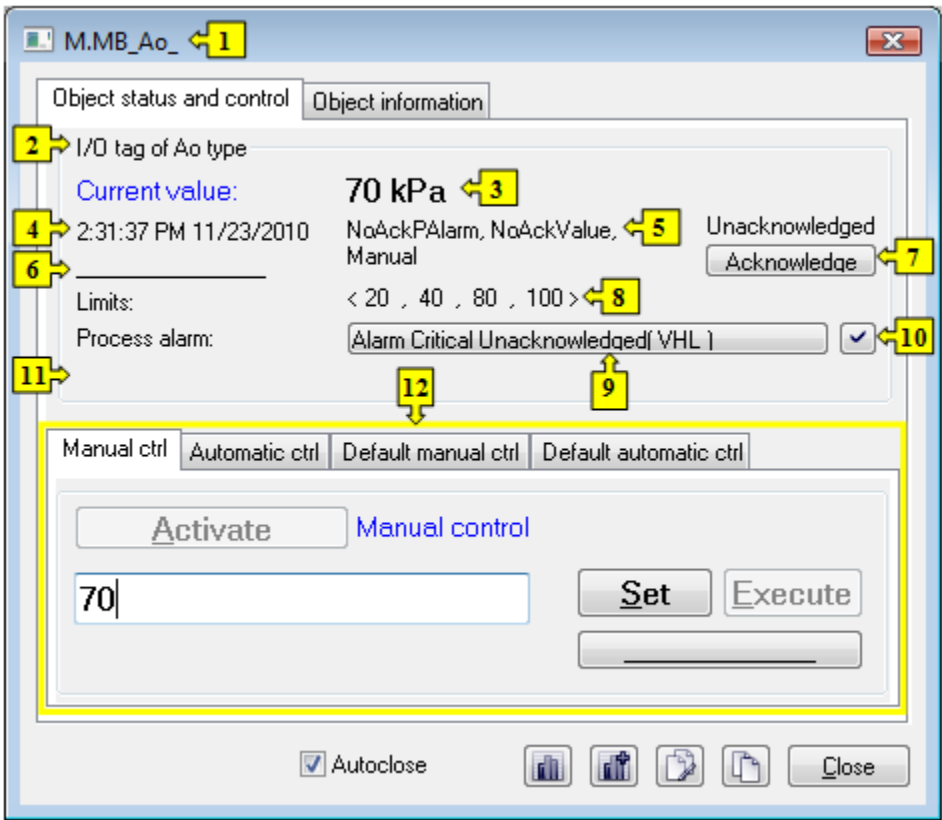 M.MB_Ao_ 1
Object status and control Object information
2 I/O tag of Ao type
Current value: 70 kPa 3
4 2:31:37 PM 11/23/2010 NoAckPAlarm, NoAckValue, 5 Unacknowledged
Manual Acknowledge 7
6
Limits: < 20 , 40 , 80 , 100 > 8
Process alarm: Alarm Critical Unacknowledged( VHL ) 10
11 12 9
Manual ctrl Automatic ctrl Default manual ctrl Default automatic ctrl
Activate Manual control
70 Set Execute
Autoclose Close